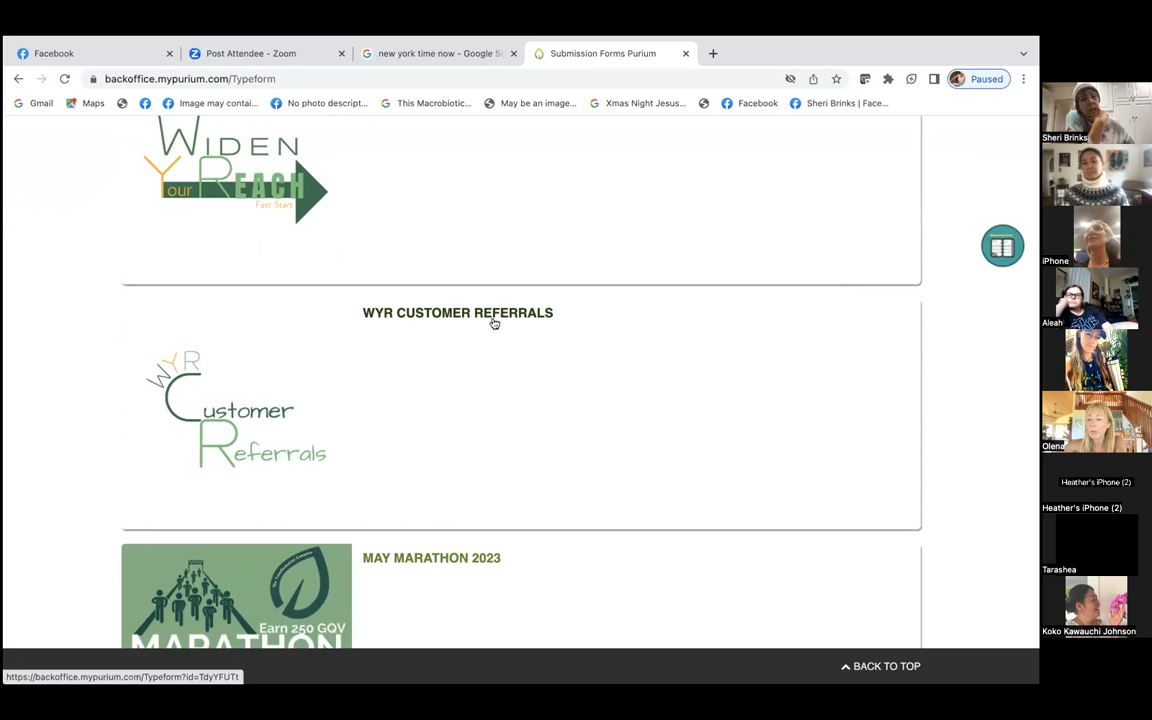 Facebook
Post Attendee - Zoom
new york time now - Google Se
Submission Forms Purium
backoffice.mypurium.com/Typeform
Paused
Gmail
Maps
Image may contai...
No photo descript...
This Macrobiotic...
May be an image...
Xmas Night Jesus...
Facebook
Sheri Brinks | Face...
WIDEN
Your REACH
Fast Start
WYR CUSTOMER REFERRALS
WYR
Customer
Referrals
MAY MARATHON 2023
Earn 250 GQV
MARATHON
BACK TO TOP
https://backoffice.mypurium.com/Typeform?id=TdyYFUTt
Sheri Brinks
iPhone
Aleah
Olena
Heather's iPhone (2)
Heather's iPhone (2)
Tarashea
Koko Kawauchi Johnson